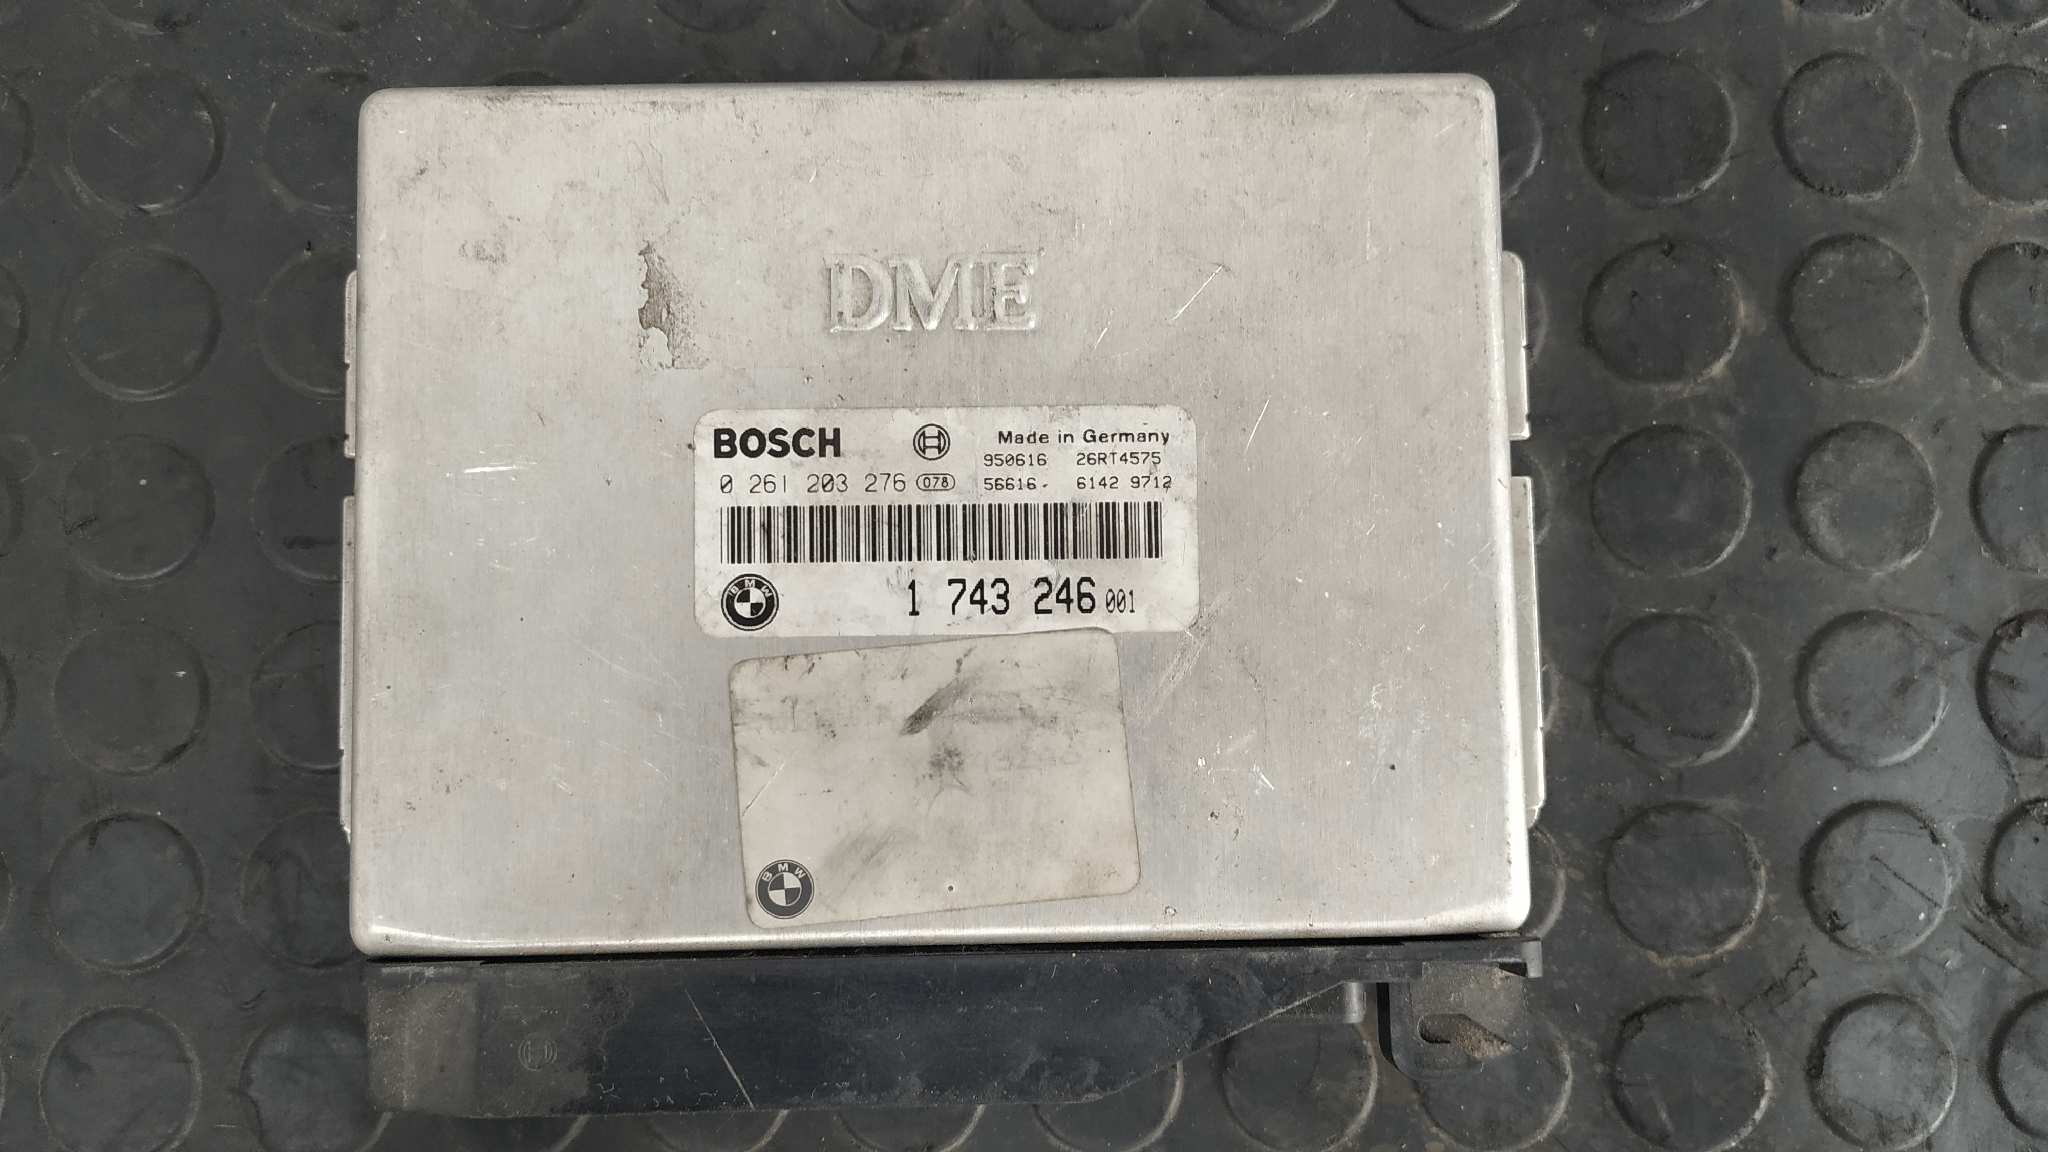 DME
BOSCH Made in Germany
950616 26RT4575
0 261 203 276 078 56616- 6142 9712
BMW 1 743 246 001
BMW